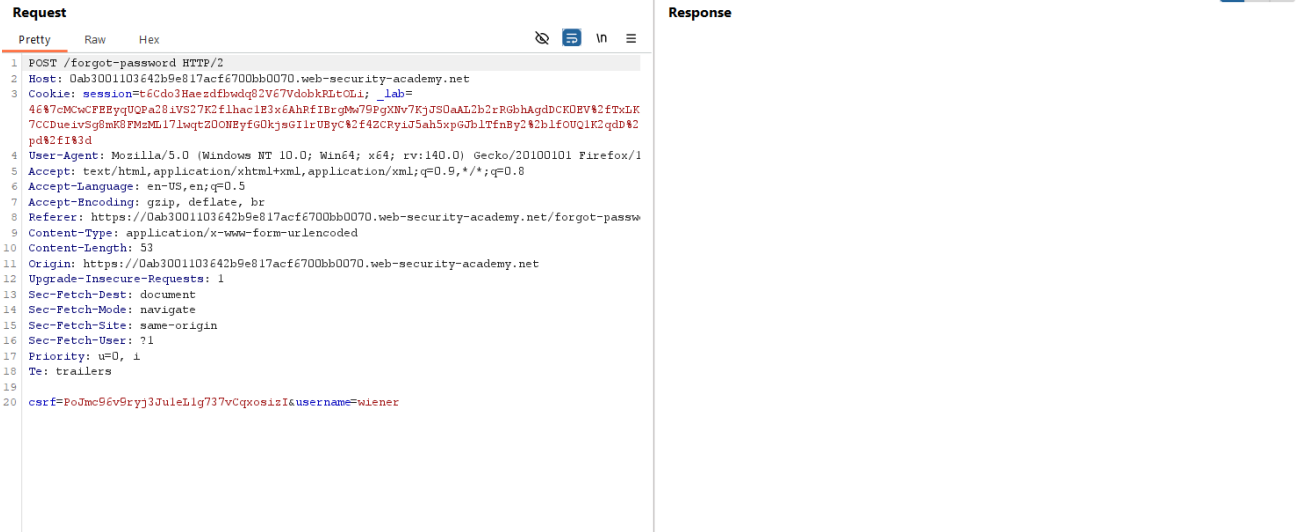 Request
Response
Pretty Raw Hex \n
1 POST /forgot-password HTTP/2
2 Host: 0ab3001103642b9e817acf6700bb0070.web-security-academy.net
3 Cookie: session=t6Cdo3Haezdfbwdq82V67VdobkRLtOLi; _lab=
46%7cMCwCFEEyqUQPa28iVS27K2flhac1E3x6AhRfIBrgMw79PgXNv7KjJS0aAL2b2rRGbhAgdDCK0EV%2fTxLK
7CCDueivSg8mK8FMzML17lwqtZ0ONEyfG0kjsGI1rUByC%2f4ZCRyiJ5ah5xpGJblTfnBy2%2blfOUQ1K2qdD%2
pd%2fI%3d
4 User-Agent: Mozilla/5.0 (Windows NT 10.0; Win64; x64; rv:140.0) Gecko/20100101 Firefox/1
5 Accept: text/html,application/xhtml+xml,application/xml;q=0.9,*/*;q=0.8
6 Accept-Language: en-US,en;q=0.5
7 Accept-Encoding: gzip, deflate, br
8 Referer: https://0ab3001103642b9e817acf6700bb0070.web-security-academy.net/forgot-passw
9 Content-Type: application/x-www-form-urlencoded
10 Content-Length: 53
11 Origin: https://0ab3001103642b9e817acf6700bb0070.web-security-academy.net
12 Upgrade-Insecure-Requests: 1
13 Sec-Fetch-Dest: document
14 Sec-Fetch-Mode: navigate
15 Sec-Fetch-Site: same-origin
16 Sec-Fetch-User: ?1
17 Priority: u=0, i
18 Te: trailers
19
20 csrf=PoJmc96v9ryj3Ju1eL1g737vCqxosizI&username=wiener